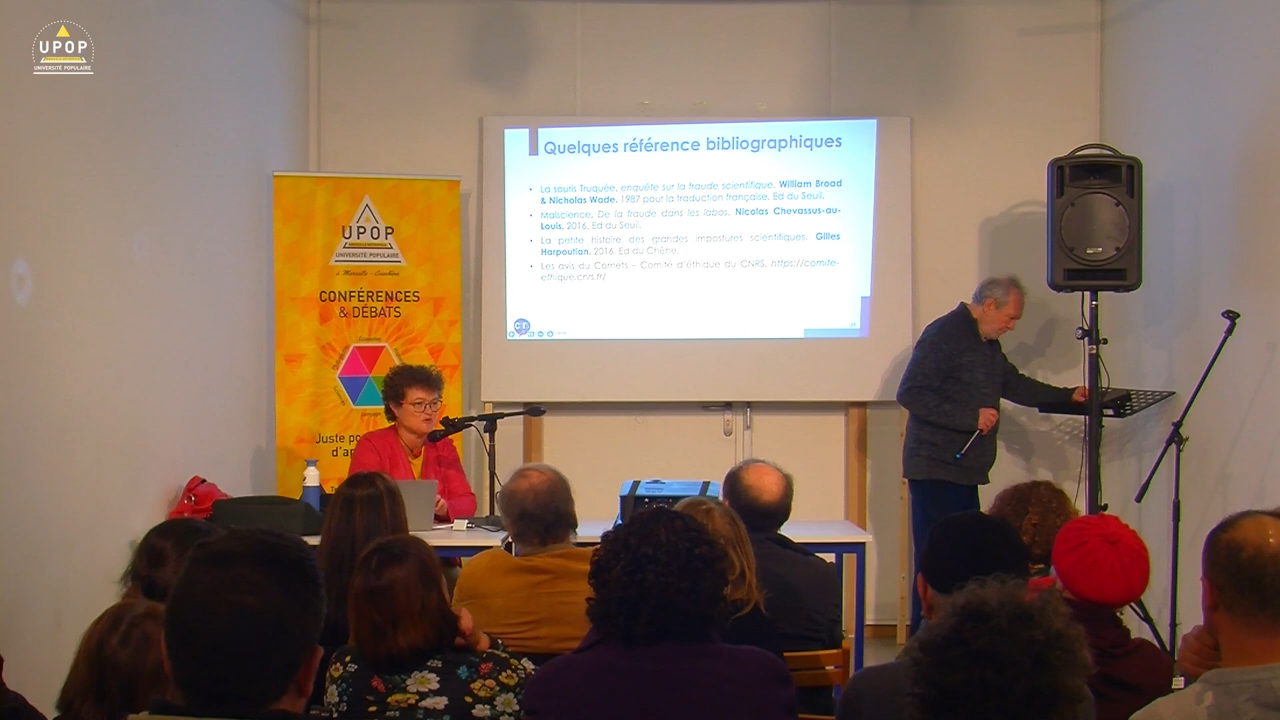 UPOP
UNIVERSITÉ POPULAIRE
Quelques référence bibliographiques
• La souris Truquée, enquête sur la fraude scientifique. William Broad
& Nicholas Wade. 1987 pour la traduction française. Ed du Seuil.
• Malscience. De la fraude dans les labos. Nicolas Chevassus-au-
Louis. 2016. Ed du Seuil.
• La petite histoire des grandes impostures scientifiques. Gilles
Harpoutian. 2016. Ed du Chêne.
• Les avis du Comets – Comité d'éthique du CNRS. https://comite-
ethique.cnrs.fr/
UPOP
UNIVERSITÉ POPULAIRE
à Marseille -
CONFÉRENCES
& DÉBATS
Juste po
d'ap